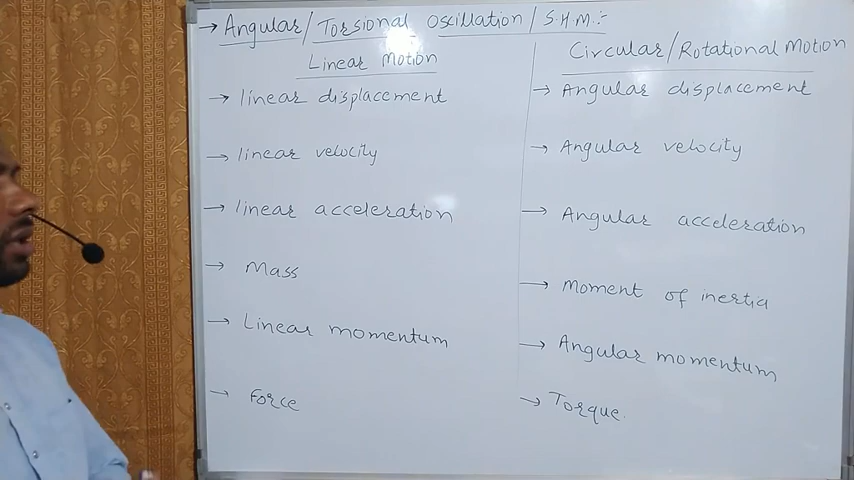 → Angular/Torsional Oscillation/S.H.M:-
Linear Motion
→ linear displacement
→ linear velocity
→ linear acceleration
→ Mass
→ Linear momentum
→ Force
Circular/Rotational Motion
→ Angular displacement
→ Angular velocity
→ Angular acceleration
→ Moment of inertia
→ Angular momentum
→ Torque.